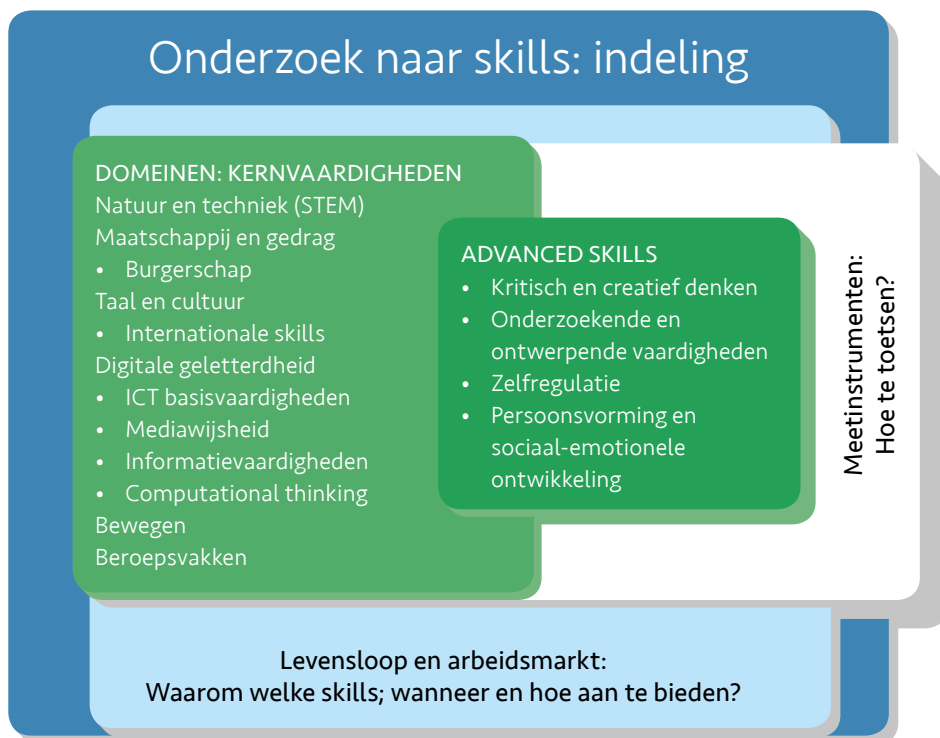 Onderzoek naar skills: indeling
DOMEINEN: KERNVAARDIGHEDEN
Natuur en techniek (STEM)
Maatschappij en gedrag
• Burgerschap
Taal en cultuur
• Internationale skills
Digitale geletterdheid
• ICT basisvaardigheden
• Mediawijsheid
• Informatievaardigheden
• Computational thinking
Bewegen
Beroepsvakken
ADVANCED SKILLS
• Kritisch en creatief denken
• Onderzoekende en
ontwerpende vaardigheden
• Zelfregulatie
• Persoonsvorming en
sociaal-emotionele
ontwikkeling
Meetinstrumenten:
Hoe te toetsen?
Levensloop en arbeidsmarkt:
Waarom welke skills; wanneer en hoe aan te bieden?